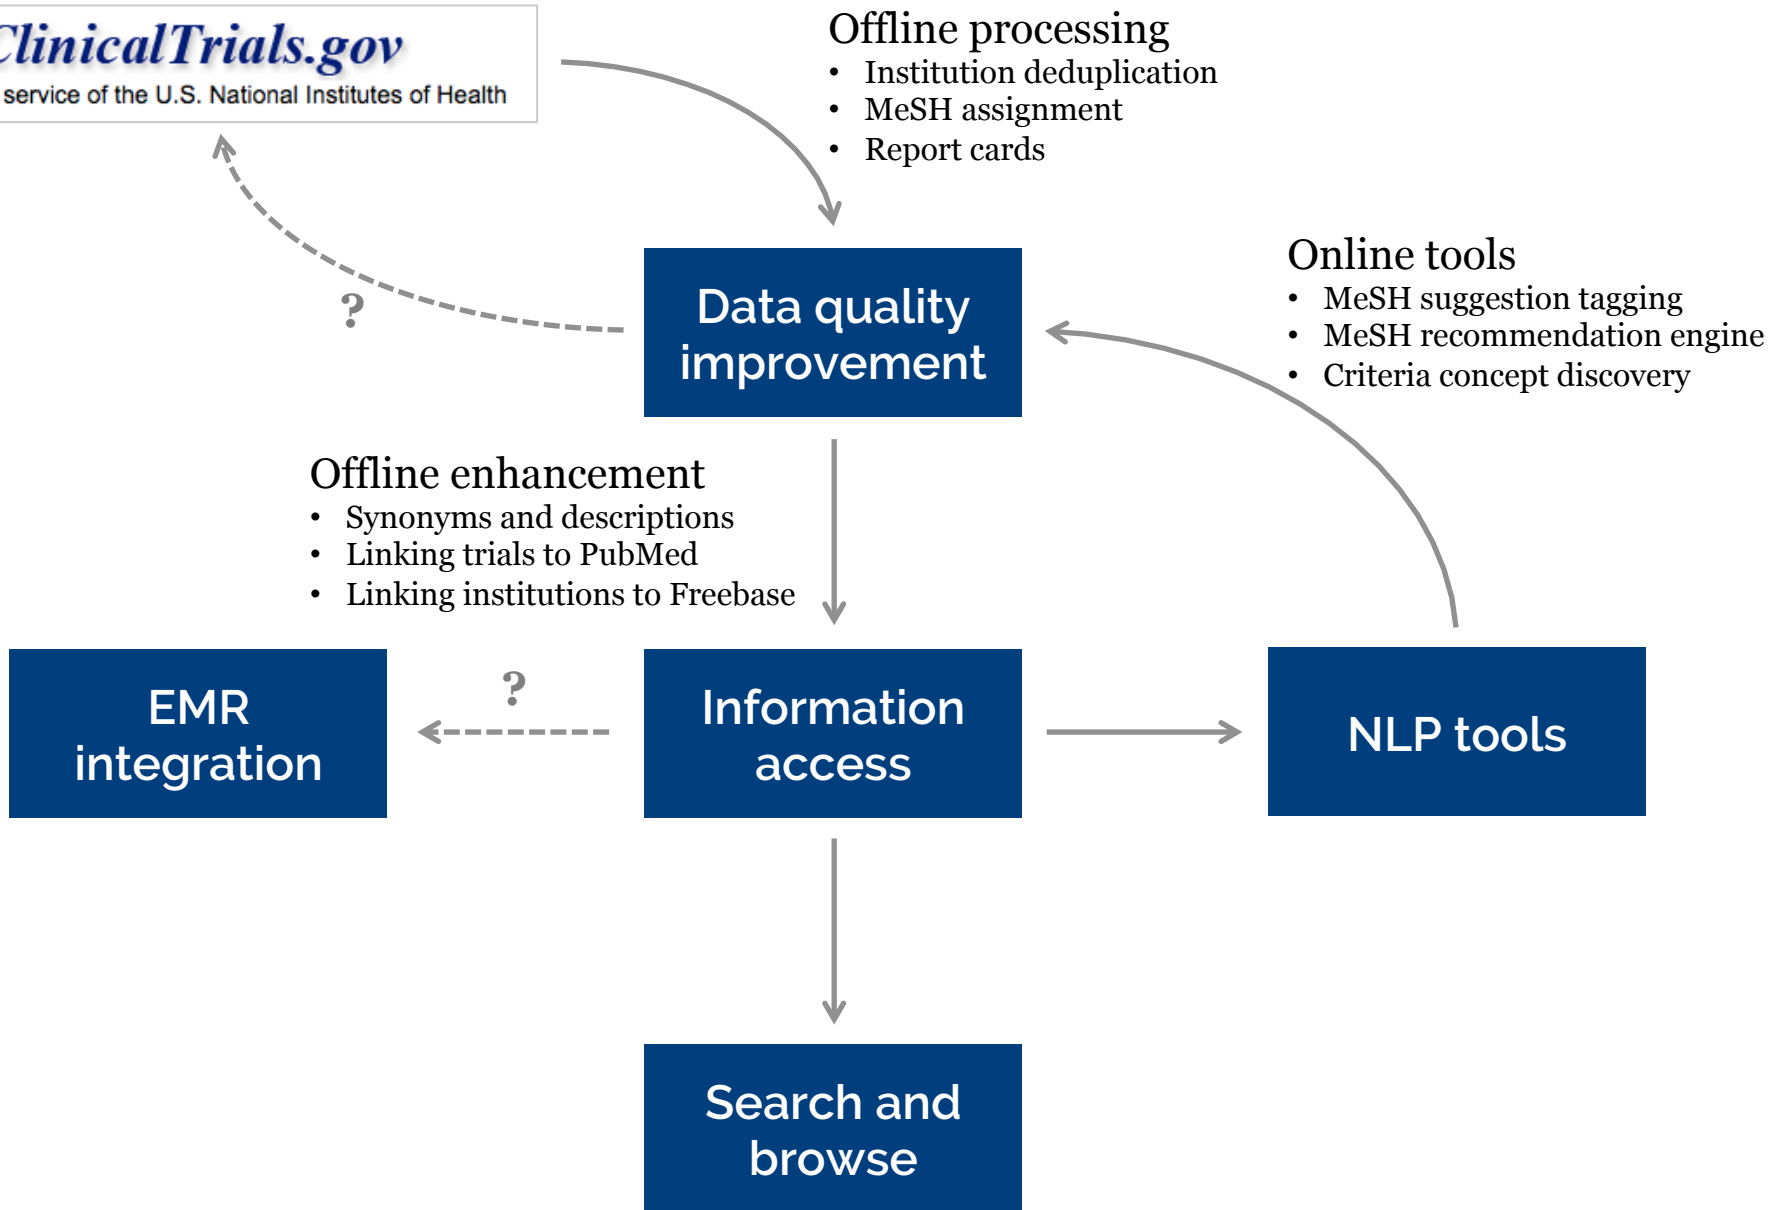 ClinicalTrials.gov
service of the U.S. National Institutes of Health
Offline processing
• Institution deduplication
• MeSH assignment
• Report cards
Data quality
improvement
?
Online tools
• MeSH suggestion tagging
• MeSH recommendation engine
• Criteria concept discovery
Offline enhancement
• Synonyms and descriptions
• Linking trials to PubMed
• Linking institutions to Freebase
EMR
integration
?
Information
access
NLP tools
Search and
browse